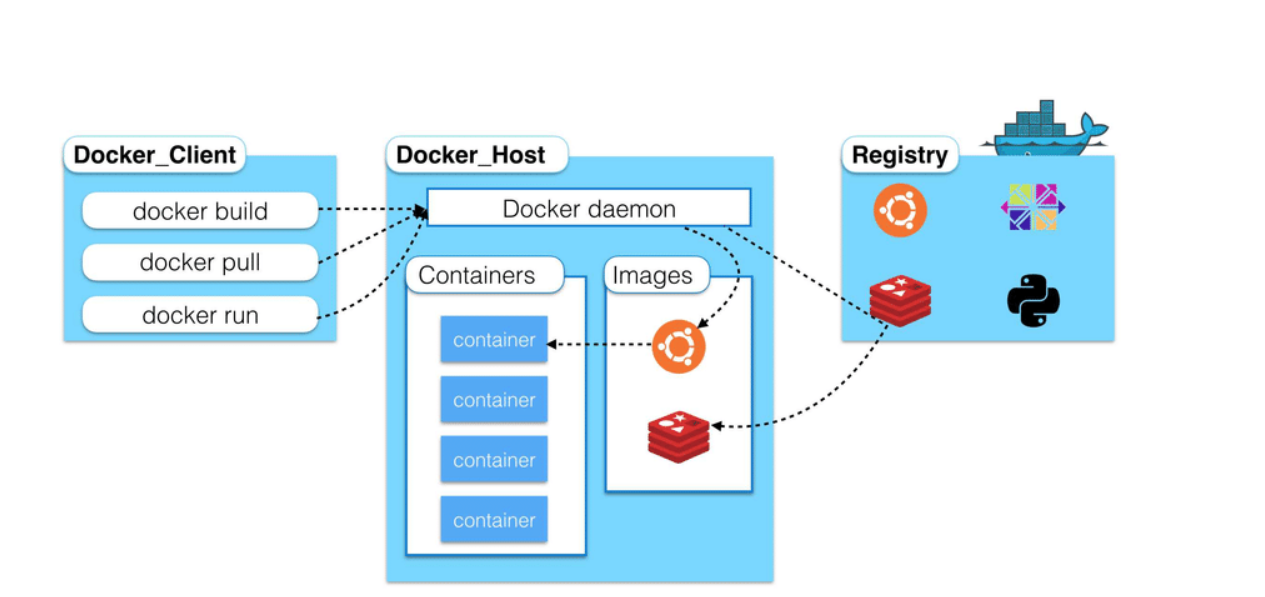 Docker_Client
docker build
docker pull
docker run
Docker_Host
Docker daemon
Containers
container
container
container
container
Images
Registry